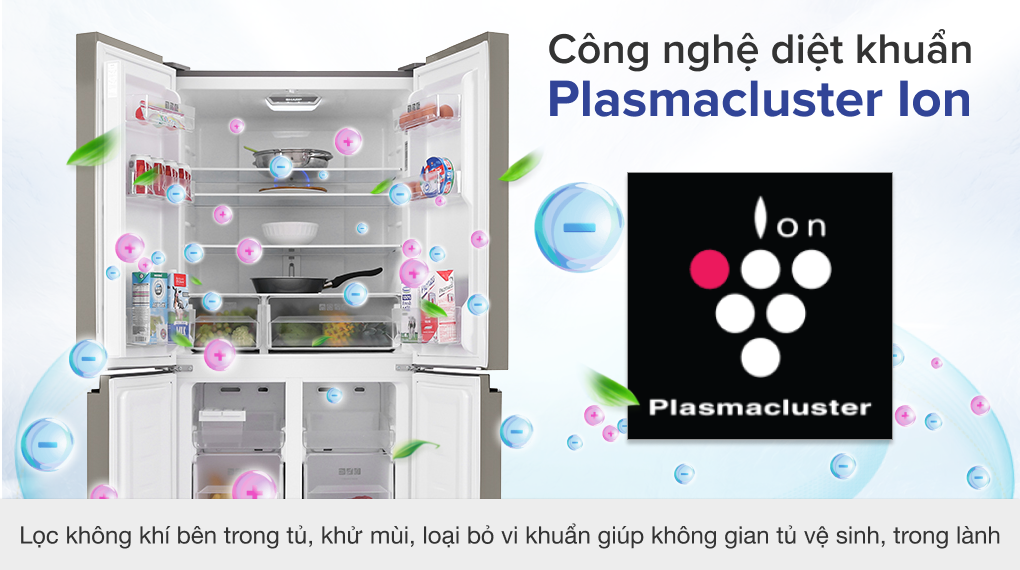 Công nghệ diệt khuẩn
Plasmacluster Ion
SHARP
Ion
Plasmacluster
Lọc không khí bên trong tủ, khử mùi, loại bỏ vi khuẩn giúp không gian tủ vệ sinh, trong lành